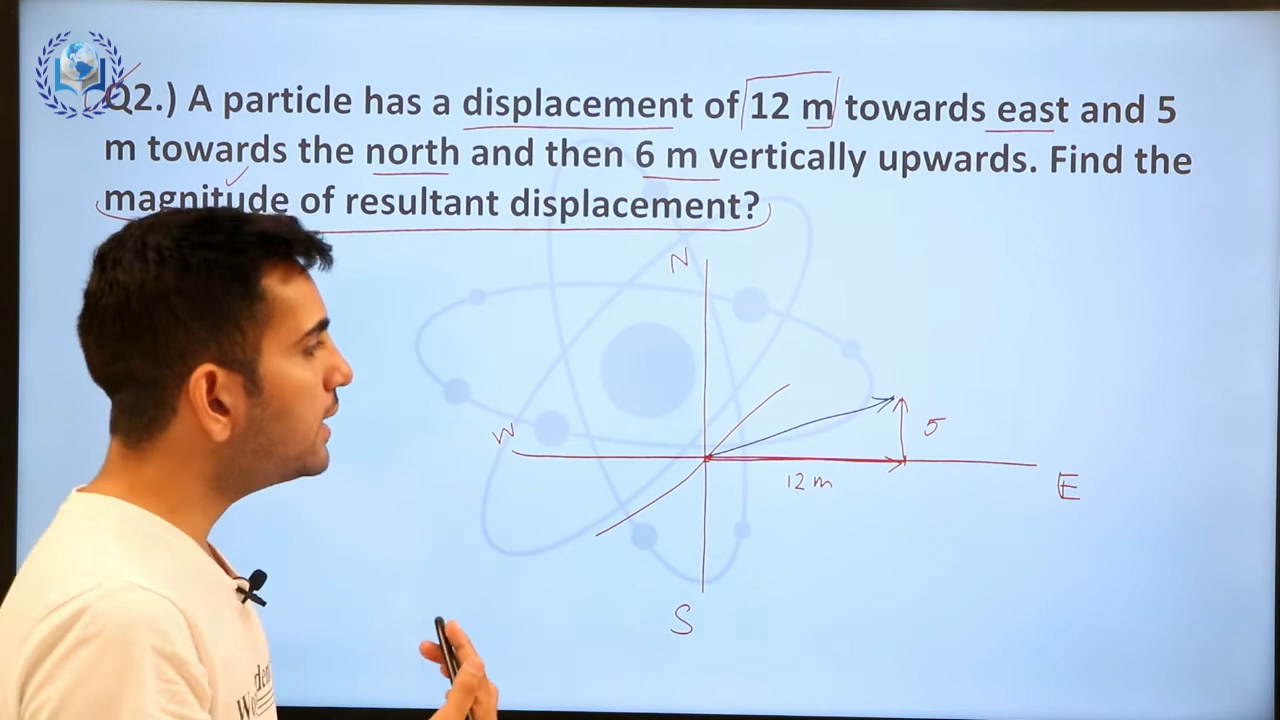 Q2.) A particle has a displacement of 12 m towards east and 5
m towards the north and then 6 m vertically upwards. Find the
magnitude of resultant displacement?
N
W
5
12 m
E
S